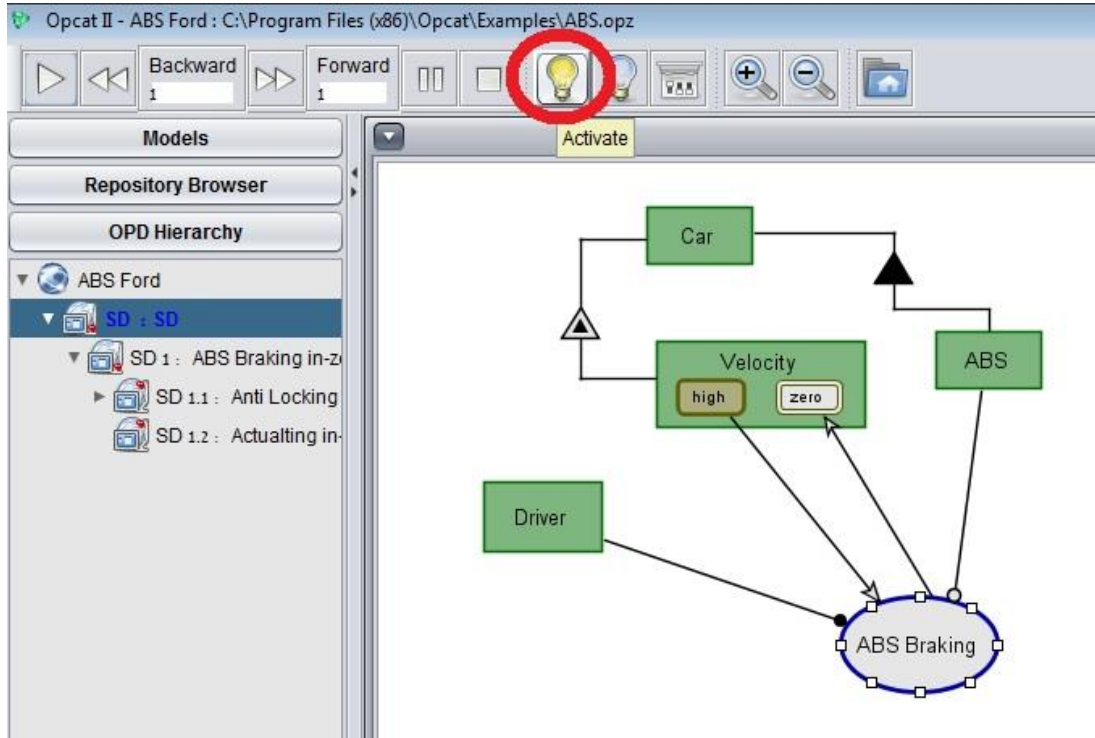 Opcat II - ABS Ford : C:\Program Files (x86)\Opcat\Examples\ABS.opz
Backward
1
Forward
1
Activate
Models
Repository Browser
OPD Hierarchy
ABS Ford
SD : SD
SD 1 : ABS Braking in-z
SD 1.1 : Anti Locking
SD 1.2 : Actualting in-
Car
Velocity
high
zero
ABS
Driver
ABS Braking